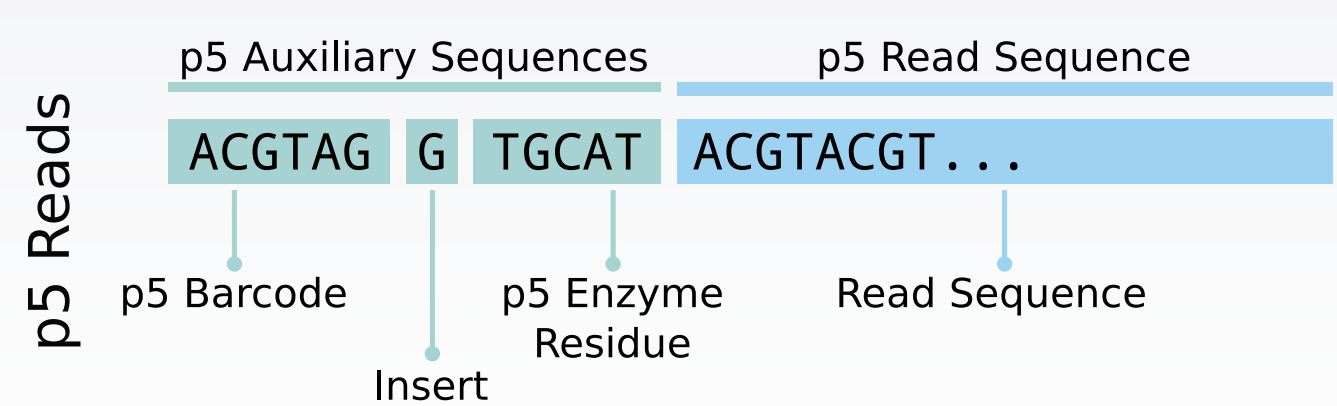 p5 Reads
p5 Auxiliary Sequences
p5 Read Sequence
ACGTAG G TGCAT ACGTACGT...
p5 Barcode
Insert
p5 Enzyme
Residue
Read Sequence